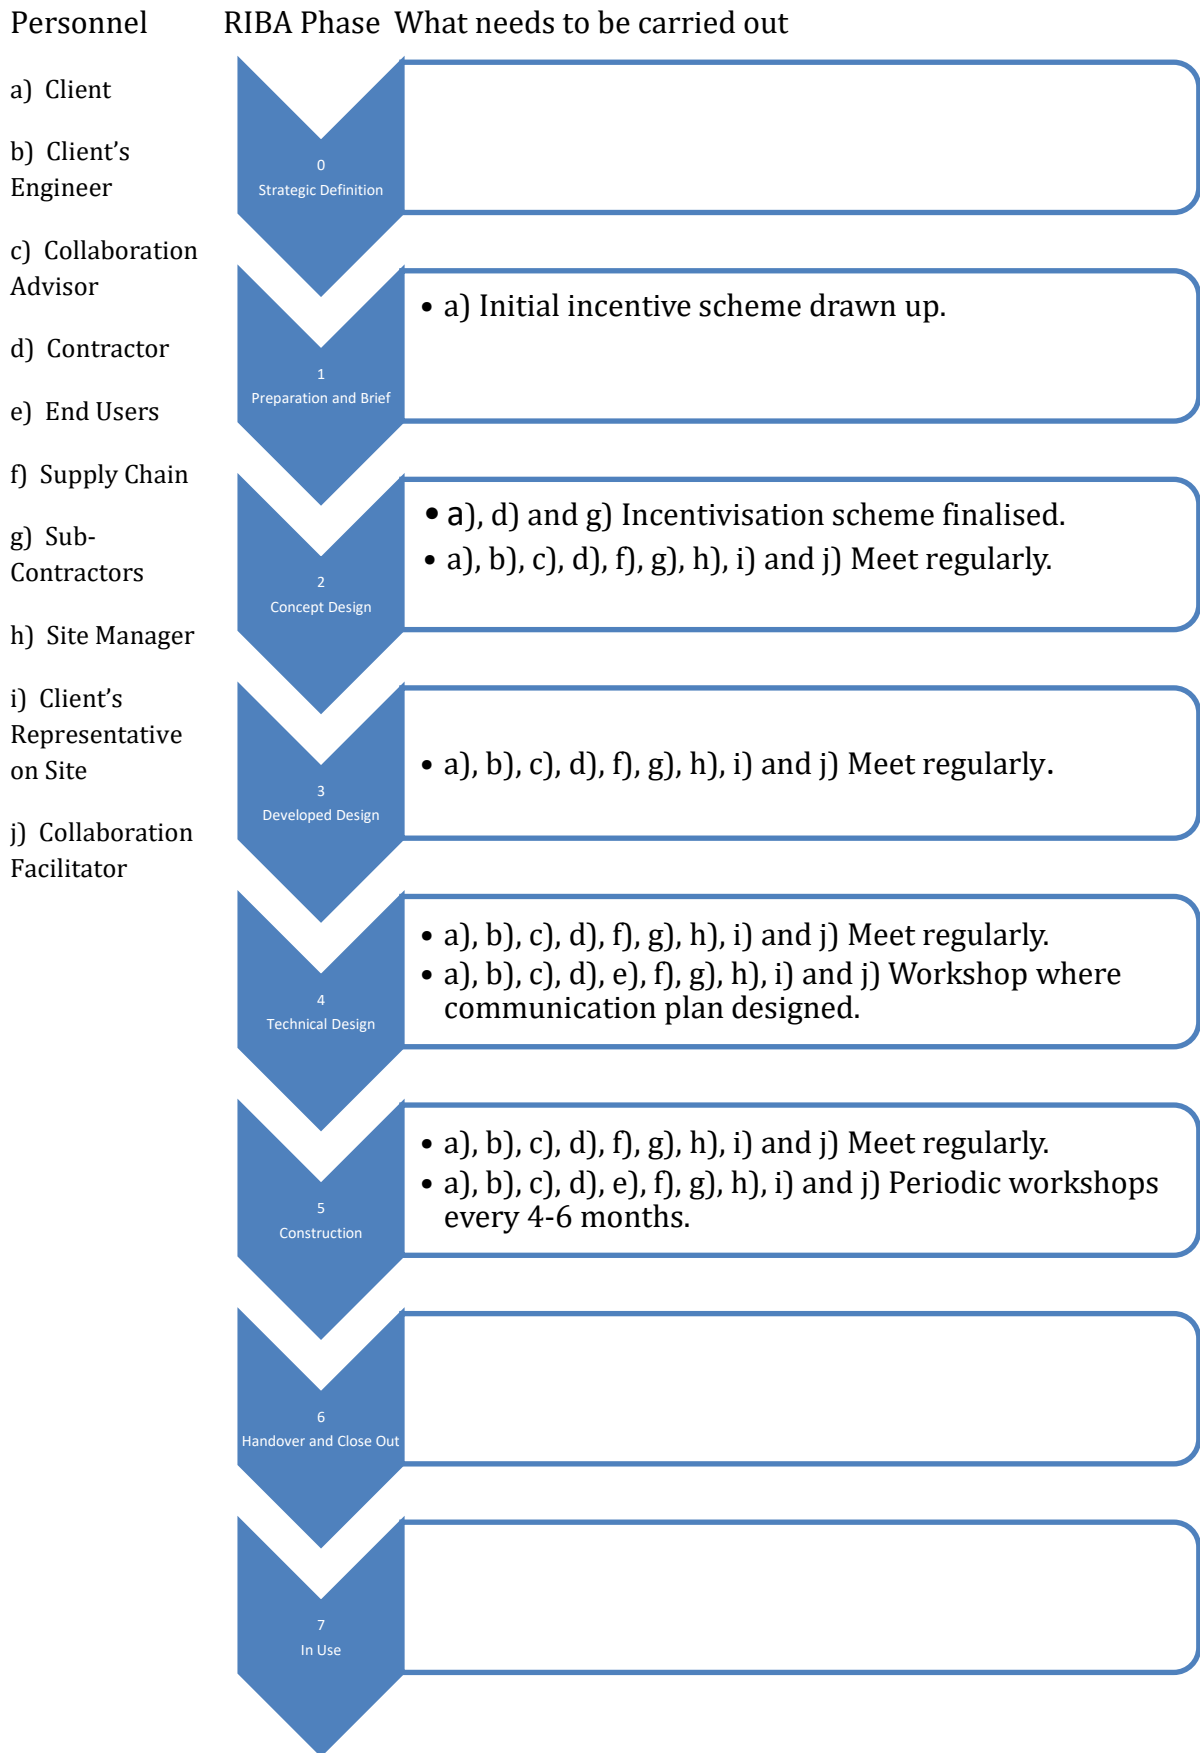 Personnel RIBA Phase What needs to be carried out
a) Client
b) Client’s
Engineer
c) Collaboration
Advisor
d) Contractor
e) End Users
f) Supply Chain
g) Sub-
Contractors
h) Site Manager
i) Client’s
Representative
on Site
j) Collaboration
Facilitator
0
Strategic Definition
1
Preparation and Brief
• a) Initial incentive scheme drawn up.
2
Concept Design
• a), d) and g) Incentivisation scheme finalised.
• a), b), c), d), f), g), h), i) and j) Meet regularly.
3
Developed Design
• a), b), c), d), f), g), h), i) and j) Meet regularly.
4
Technical Design
• a), b), c), d), f), g), h), i) and j) Meet regularly.
• a), b), c), d), e), f), g), h), i) and j) Workshop where
communication plan designed.
5
Construction
• a), b), c), d), f), g), h), i) and j) Meet regularly.
• a), b), c), d), e), f), g), h), i) and j) Periodic workshops
every 4-6 months.
6
Handover and Close Out
7
In Use